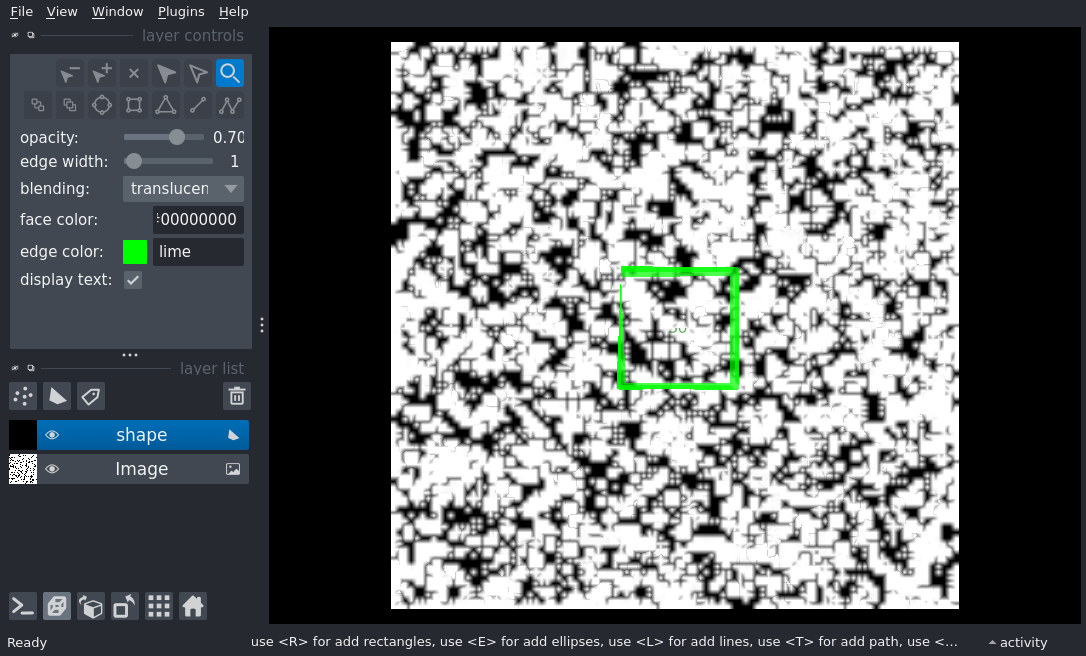 File View Window Plugins Help
layer controls
opacity: 0.70
edge width: 1
blending: translucen
face color: 00000000
edge color: lime
display text:
layer list
shape
Image
Ready
use <R> for add rectangles, use <E> for add ellipses, use <L> for add lines, use <T> for add path, use <...
activity